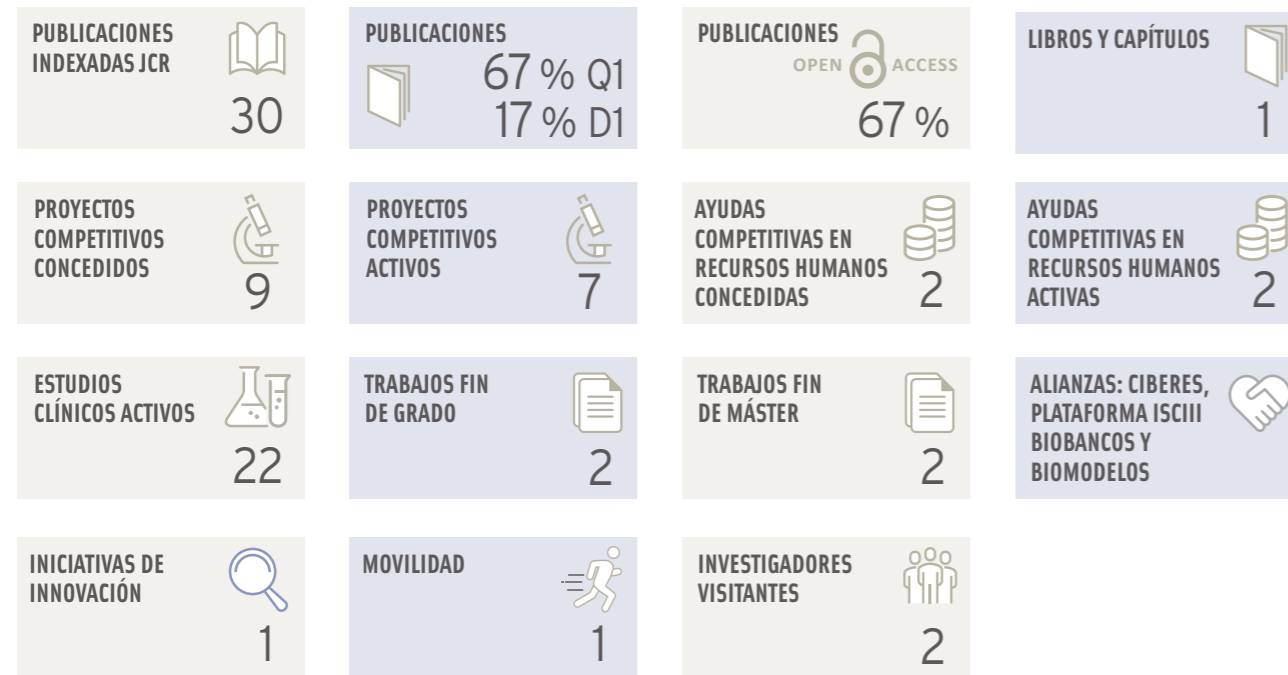 PUBLICACIONES
INDEXADAS JCR
30
PUBLICACIONES
67 % Q1
17 % D1
PUBLICACIONES
OPEN ACCESS
67 %
LIBROS Y CAPÍTULOS
1
PROYECTOS
COMPETITIVOS
CONCEDIDOS
9
PROYECTOS
COMPETITIVOS
ACTIVOS
7
AYUDAS
COMPETITIVAS EN
RECURSOS HUMANOS
CONCEDIDAS
2
AYUDAS
COMPETITIVAS EN
RECURSOS HUMANOS
ACTIVAS
2
ESTUDIOS
CLÍNICOS ACTIVOS
22
TRABAJOS FIN
DE GRADO
2
TRABAJOS FIN
DE MÁSTER
2
ALIANZAS: CIBERES,
PLATAFORMA ISCIII
BIOBANCOS Y
BIOMODELOS
INICIATIVAS DE
INNOVACIÓN
1
MOVILIDAD
1
INVESTIGADORES
VISITANTES
2